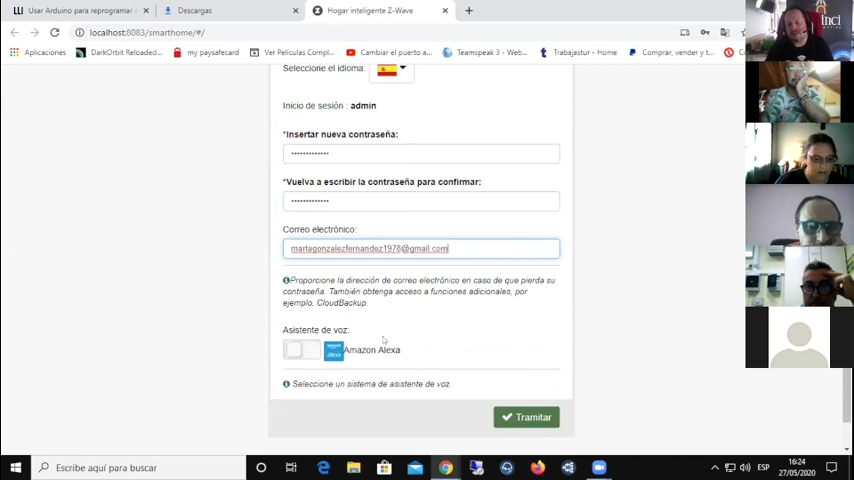 Usar Arduino para reprogramar e
Descargas
Hogar inteligente Z-Wave
localhost:8083/smarthome/#/
Aplicaciones
DarkOrbit Reloaded...
my paysafecard
Ver Peliculas Compl...
Cambiar el puerto a...
Teamspeak 3 - Web...
Trabajastur - Home
Comprar, vender y t...
Seleccione el idioma:
Inicio de sesión : admin
*Insertar nueva contraseña:
•••••••••••••
*Vuelva a escribir la contraseña para confirmar:
•••••••••••••
Correo electrónico:
martagonzalezfernandez1978@gmail.com
Proporcione la dirección de correo electrónico en caso de que pierda su
contraseña. También obtenga acceso a funciones adicionales, por
ejemplo, CloudBackup.
Asistente de voz:
alexa
Amazon Alexa
Seleccione un sistema de asistente de voz.
Tramitar
Escribe aquí para buscar
ESP
16:24
27/05/2020